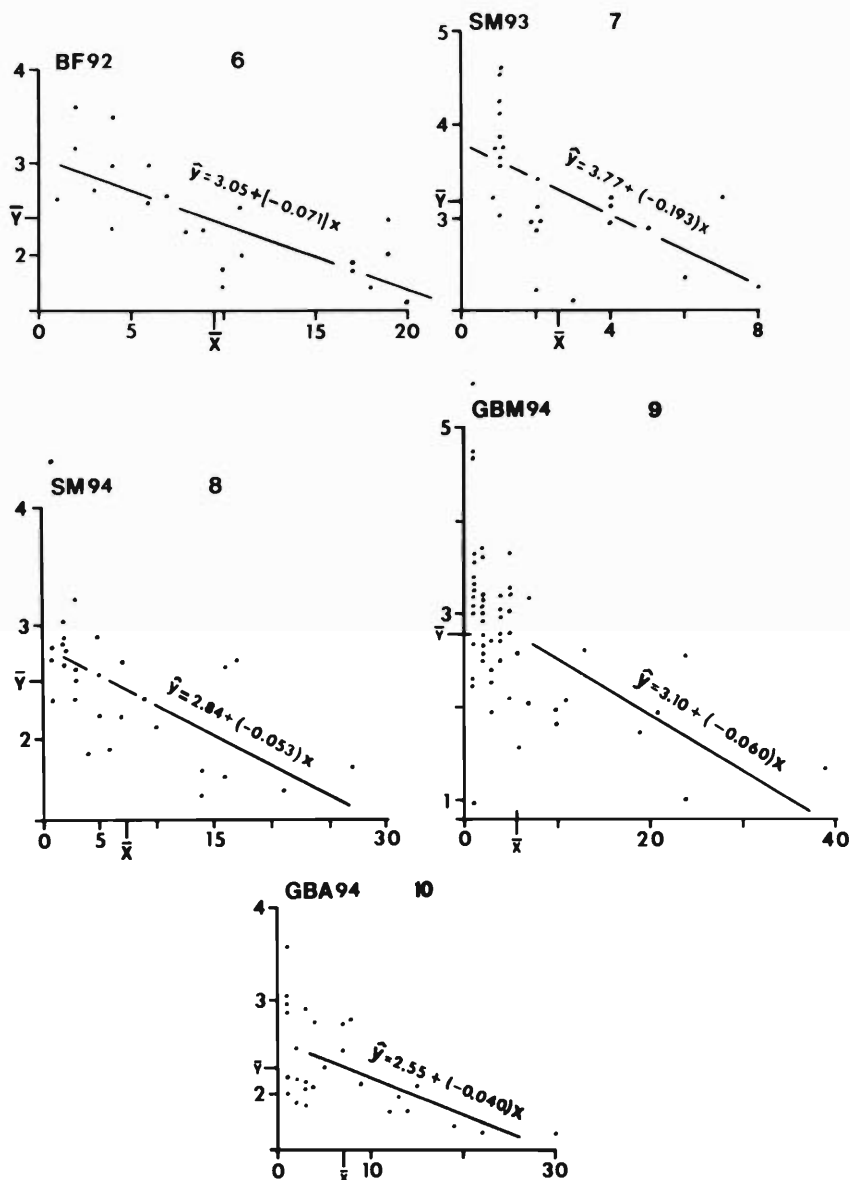 BF92 6
4
3
Ȳ
2
0 5 X̄ 15 20
ŷ=3.05+(-0.071)x
SM93 7
5
4
Ȳ
3
0 X̄ 4 8
ŷ=3.77+(-0.193)x
SM94 8
4
3
Ȳ
2
0 5 X̄ 15 30
ŷ=2.84+(-0.053)x
GBM94 9
5
3
Ȳ
1
0 X̄ 20 40
ŷ=3.10+(-0.060)x
GBA94 10
4
3
Ȳ
2
0 X̄ 10 30
ŷ=2.55+(-0.040)x